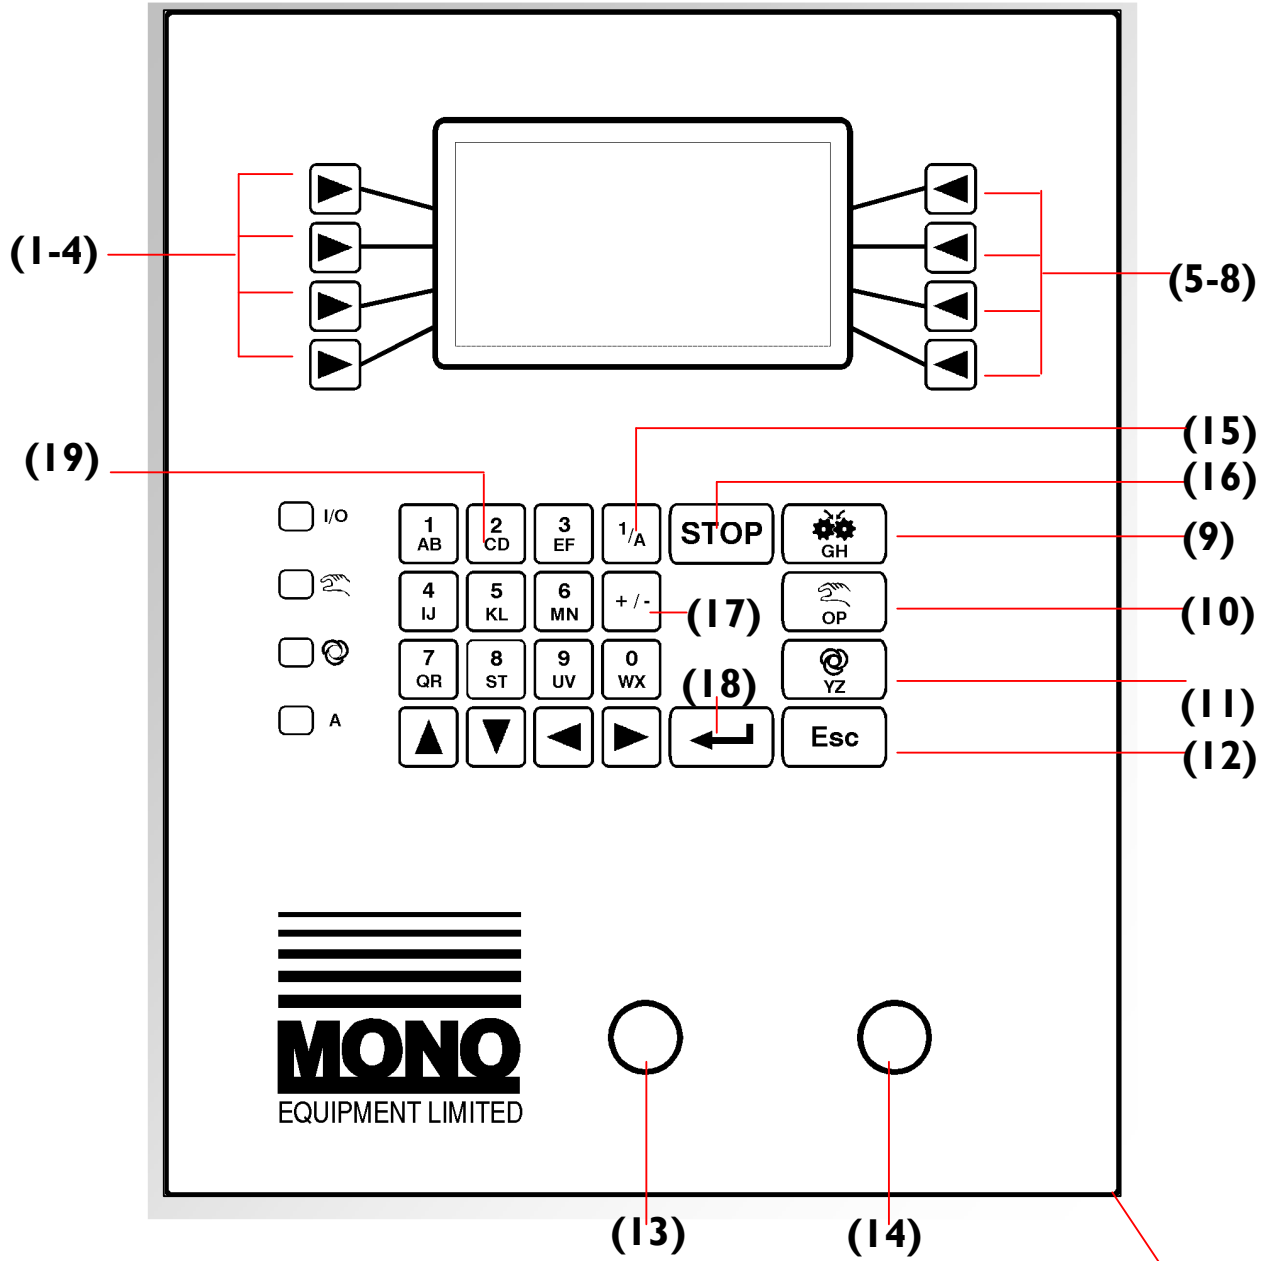 (1-4)
(5-8)
(15)
(19)
(16)
I/O
1 2 3 1/A STOP
AB CD EF GH
(9)
4 5 6 + / -
IJ KL MN OP
(17)
(10)
7 8 9 0
QR ST UV WX YZ
(18)
(11)
A
Esc
(12)
MONO
EQUIPMENT LIMITED
(13)
(14)